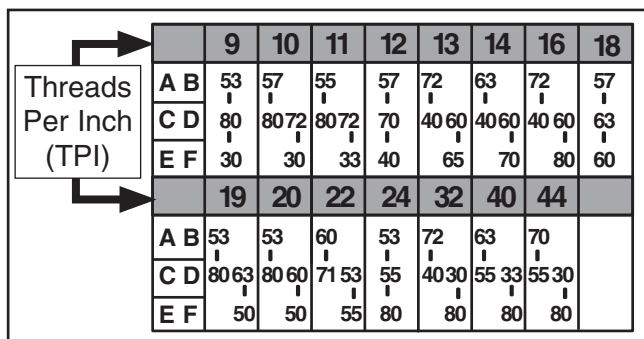 9 10 11 12 13 14 16 18
Threads Per Inch (TPI)
A B 53 57 55 57 72 63 72 57
C D 80 80 72 80 72 70 40 60 40 60 40 60 63
E F 30 30 33 40 65 70 80 60
19 20 22 24 32 40 44
A B 53 53 60 53 72 63 70
C D 80 63 80 60 71 53 55 40 30 55 33 55 30
E F 50 50 55 80 80 80 80